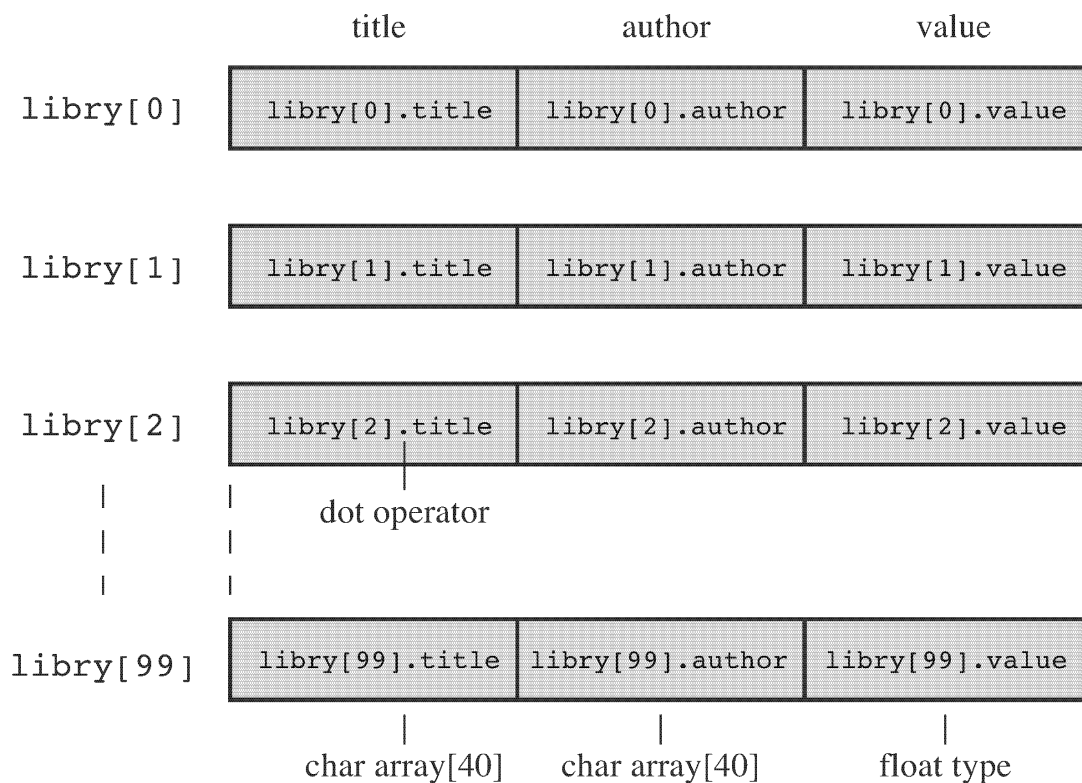 title author value
libry[0] libry[0].title libry[0].author libry[0].value
libry[1] libry[1].title libry[1].author libry[1].value
libry[2] libry[2].title libry[2].author libry[2].value
dot operator
libry[99] libry[99].title libry[99].author libry[99].value
char array[40] char array[40] float type